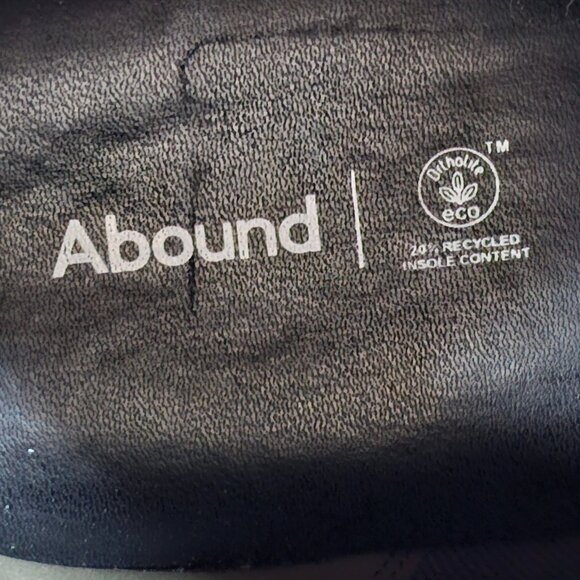 Abound
OrthoLite
eco
TM
20% RECYCLED
INSOLE CONTENT